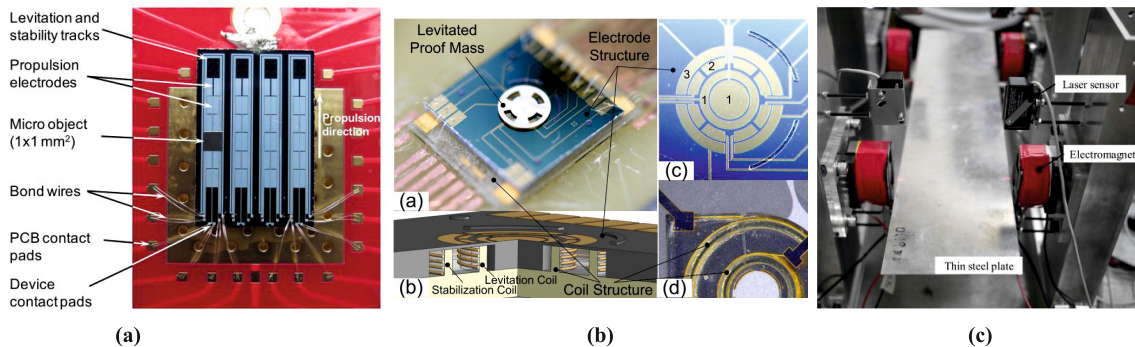 Levitation and
stability tracks
Propulsion
electrodes
Micro object
(1x1 mm²)
Bond wires
PCB contact
pads
Device
contact pads
Propulsion
direction
(a)
Levitated
Proof Mass
Electrode
Structure
(a)
3
2
1
1
(c)
(b)
Stabilization Coil
Levitation Coil
Coil Structure
(d)
(b)
Laser sensor
Electromagnet
Thin steel plate
(c)